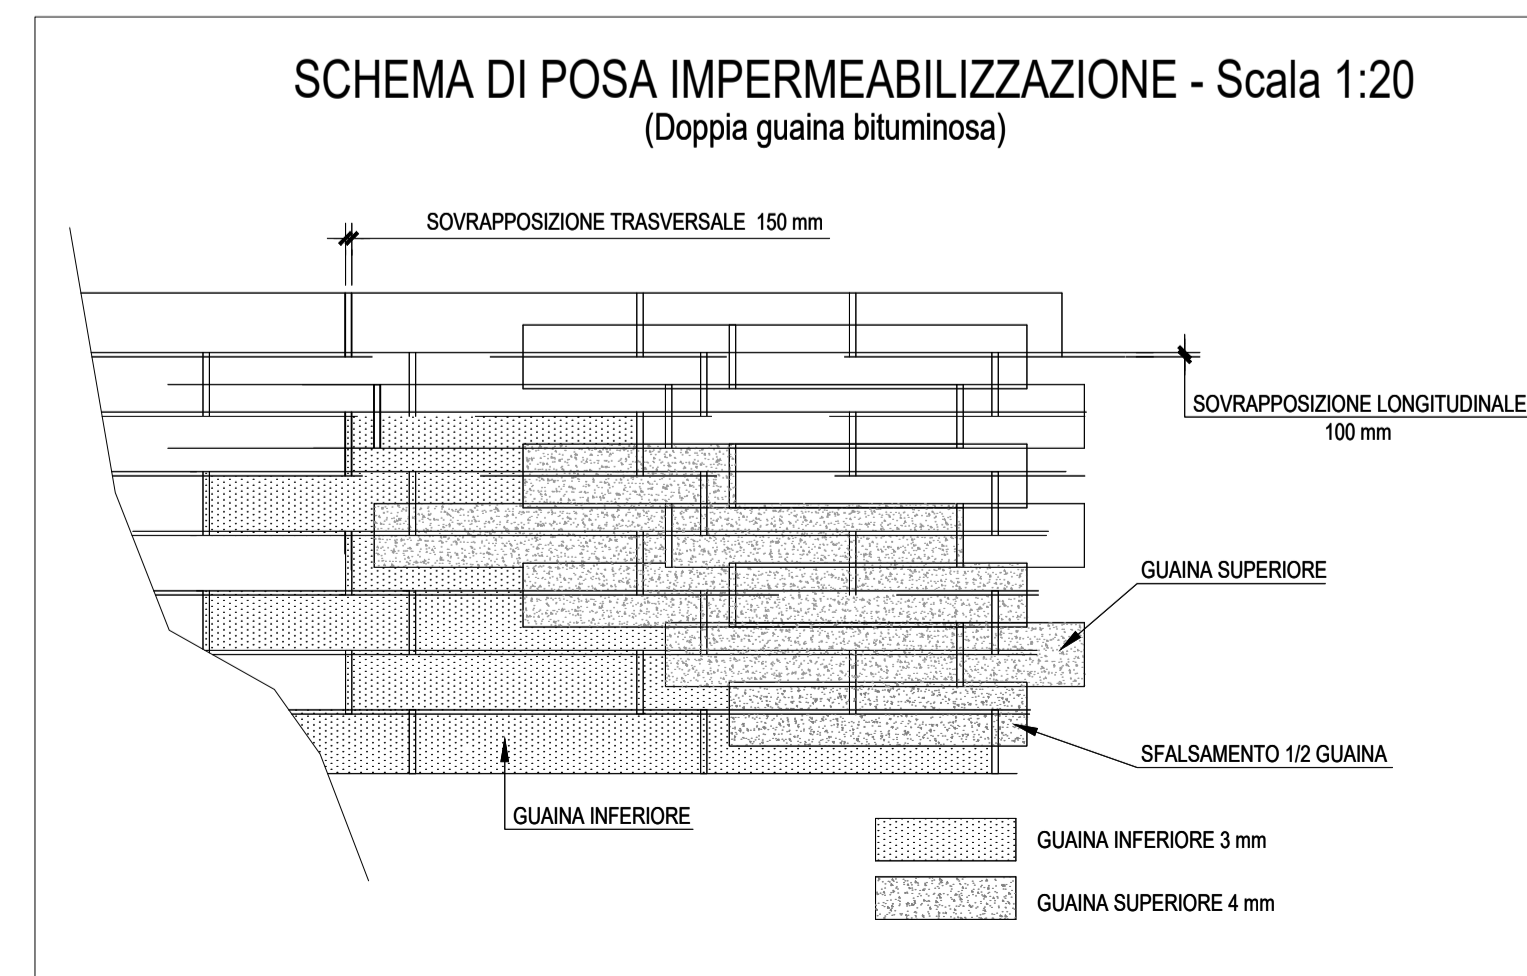 SCHEMA DI POSA IMPERMEABILIZZAZIONE - Scala 1:20
(Doppia guaina bituminosa)
SOVRAPPOSIZIONE TRASVERSALE 150 mm
SOVRAPPOSIZIONE LONGITUDINALE
100 mm
GUAINA SUPERIORE
SFALSAMENTO 1/2 GUAINA
GUAINA INFERIORE
GUAINA INFERIORE 3 mm
GUAINA SUPERIORE 4 mm